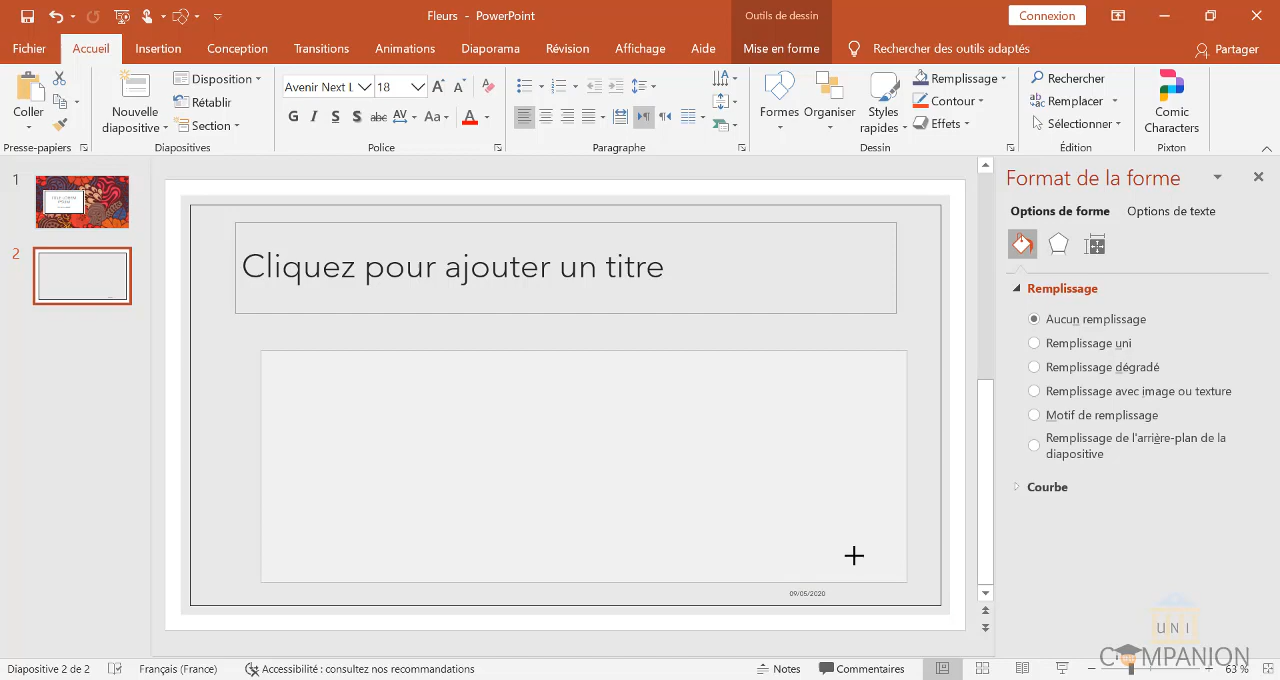 Fleurs - PowerPoint
Outils de dessin
Connexion
Fichier
Accueil
Insertion
Conception
Transitions
Animations
Diaporama
Révision
Affichage
Aide
Mise en forme
Rechercher des outils adaptés
Partager
Coller
Nouvelle
diapositive
Disposition
Rétablir
Section
Avenir Next L
18
G I S S abc AV Aa A
Formes
Organiser
Styles
rapides
Remplissage
Contour
Effets
Rechercher
Remplacer
Sélectionner
Comic
Characters
Presse-papiers
Diapositives
Police
Paragraphe
Dessin
Édition
Pixton
1
2
Cliquez pour ajouter un titre
09/05/2020
Format de la forme
Options de forme
Options de texte
Remplissage
Aucun remplissage
Remplissage uni
Remplissage dégradé
Remplissage avec image ou texture
Motif de remplissage
Remplissage de l'arrière-plan de la
diapositive
Courbe
UNI
COMPANION
Diapositive 2 de 2
Français (France)
Accessibilité : consultez nos recommandations
Notes
Commentaires
63 %